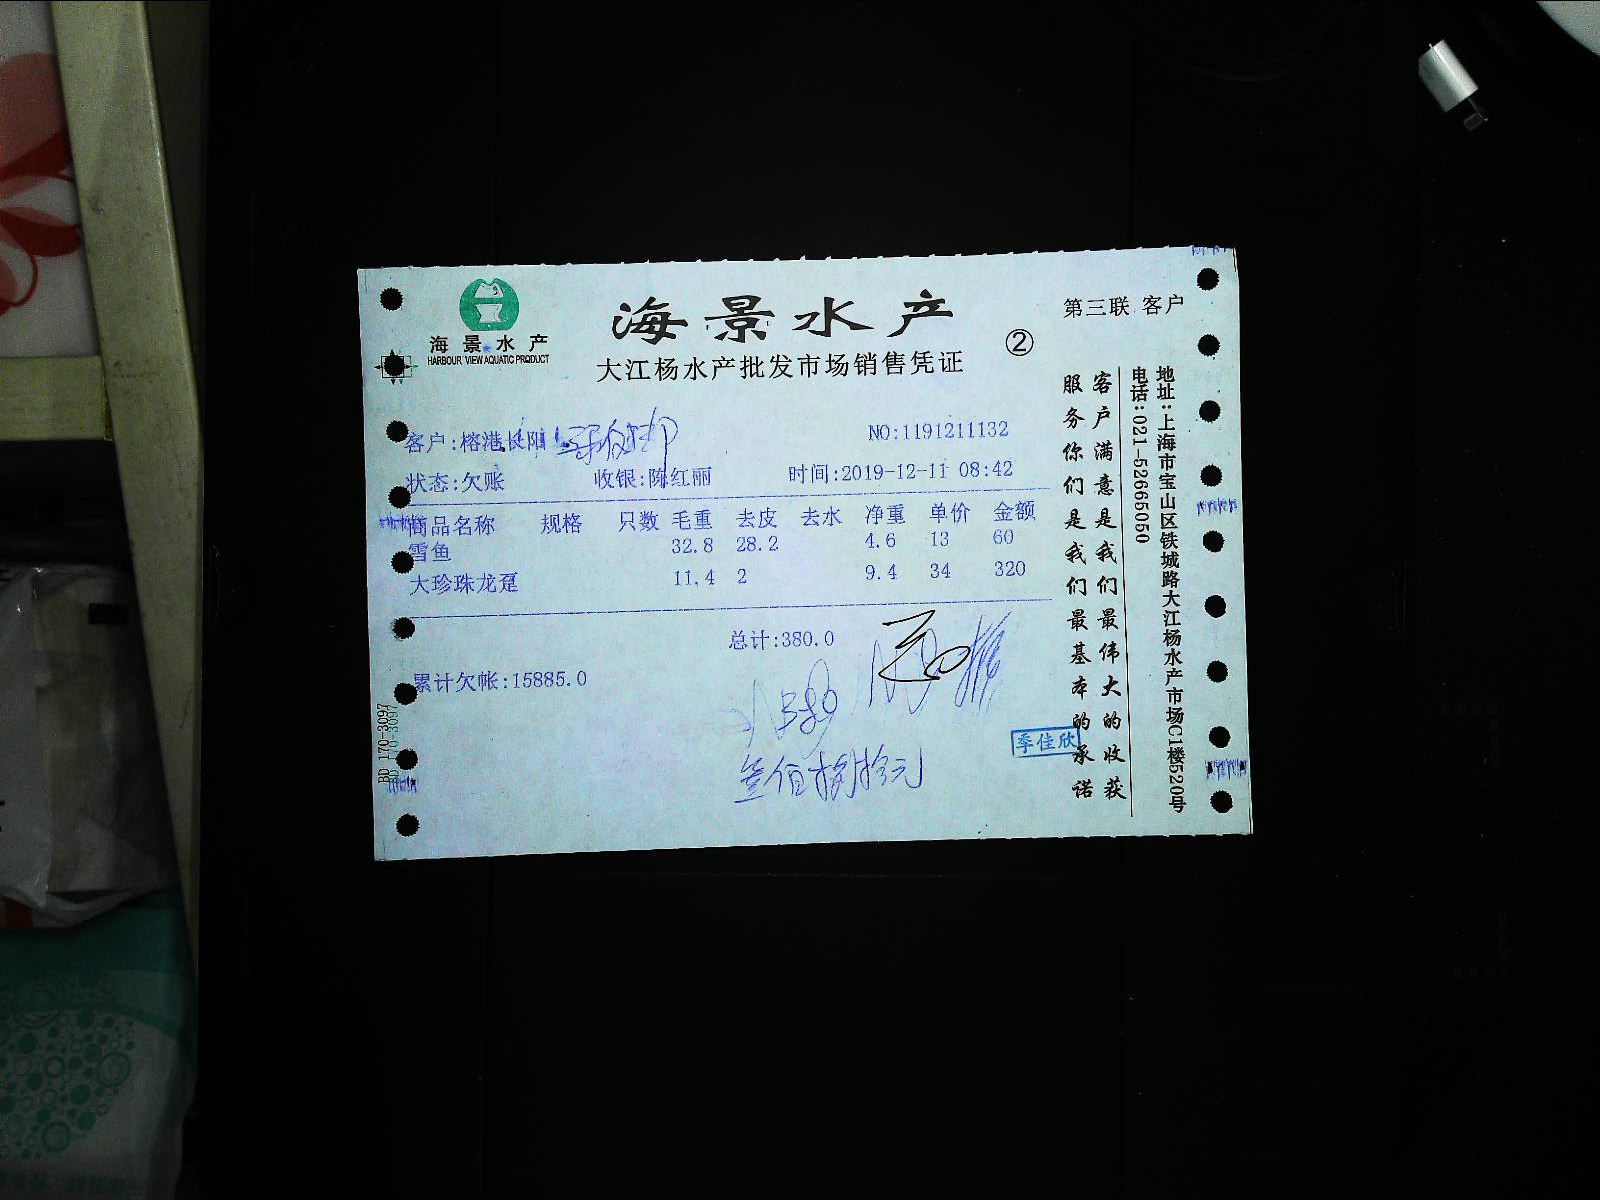 海景水产
HARBOUR VIEW AQUATIC PRODUCT
海景水产
大江杨水产批发市场销售凭证
②
第三联 客户
客户:榕港长阳
NO:1191211132
状态:欠账 收银:陈红丽 时间:2019-12-11 08:42
商品名称 规格 只数 毛重 去皮 去水 净重 单价 金额
雪鱼 32.8 28.2 4.6 13 60
大珍珠龙趸 11.4 2 9.4 34 320
总计:380.0
累计欠帐:15885.0
叁佰捌拾元
季佳欣
客户满意是我们最伟大的收获
服务你们是我们最基本的承诺
地址:上海市宝山区铁城路大江杨水产市场C1楼520号
电话:021-52665050
BD 170-3097